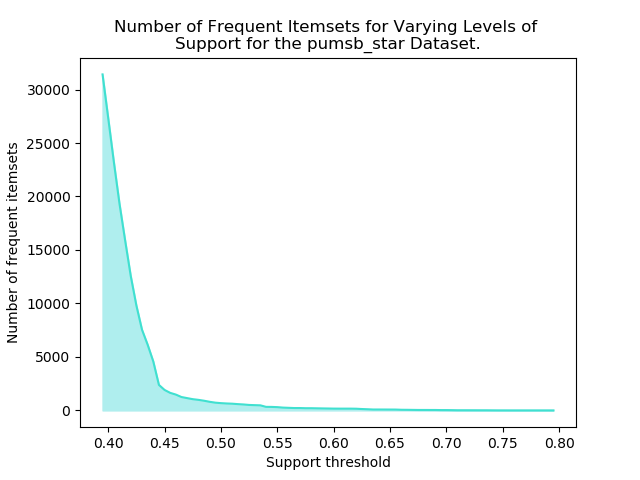 Number of Frequent Itemsets for Varying Levels of
Support for the pumsb_star Dataset.
30000
25000
20000
15000
10000
5000
0
Number of frequent itemsets
0.40 0.45 0.50 0.55 0.60 0.65 0.70 0.75 0.80
Support threshold